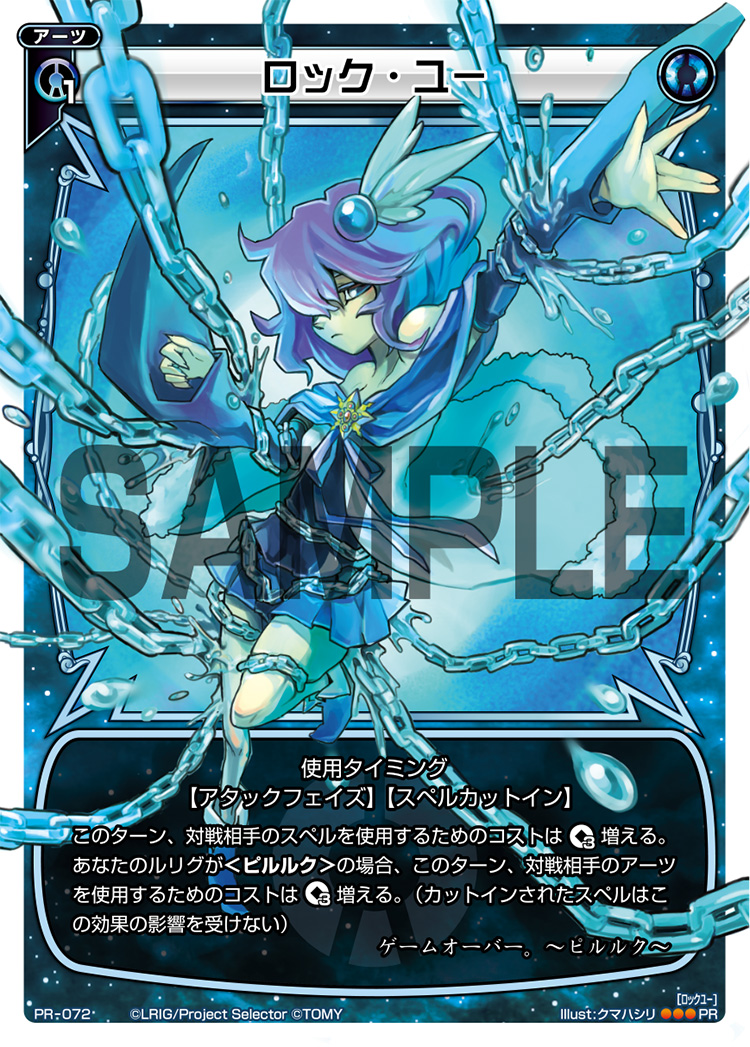 アーツ
1
ロック・ユー
SAMPLE
使用タイミング
【アタックフェイズ】【スペルカットイン】
このターン、対戦相手のスペルを使用するためのコストは3増える。
あなたのルリグが<ピルルク>の場合、このターン、対戦相手のアーツ
を使用するためのコストは3増える。(カットインされたスペルはこ
の効果の影響を受けない)
ゲームオーバー。～ピルルク～
[ロックユー]
PR-072 ©LRIG/Project Selector ©TOMY Illust:クマハシリ PR